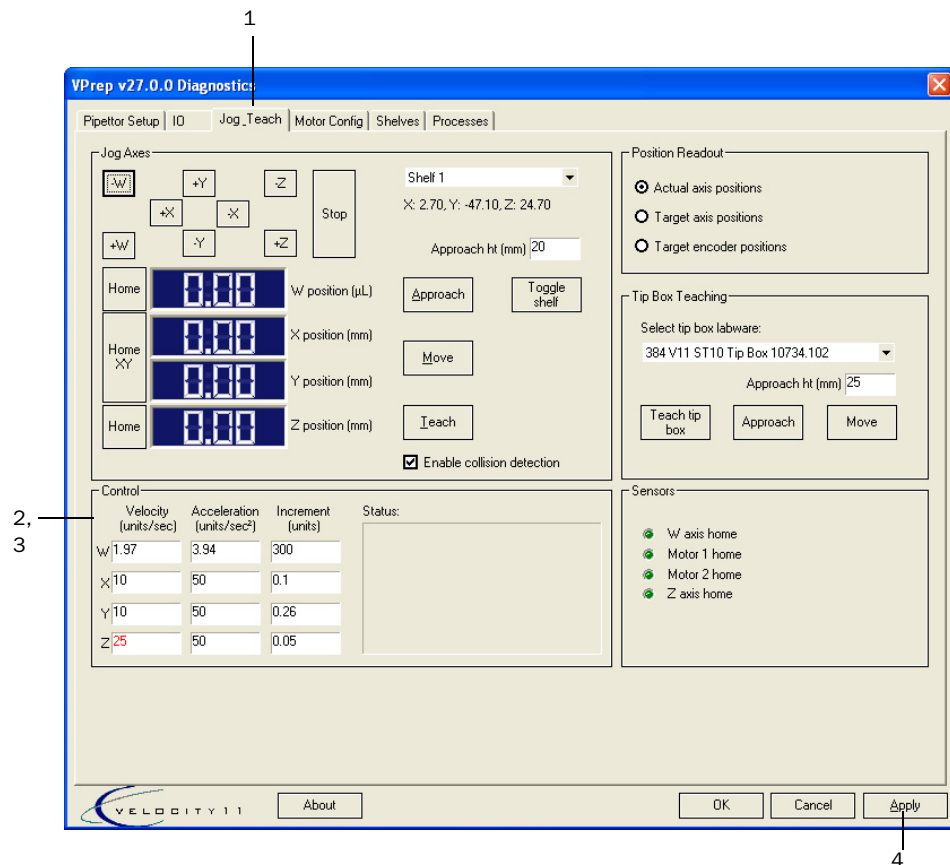 1
VPrep v27.0.0 Diagnostics
Pipettor Setup IO Jog_Teach Motor Config Shelves Processes
Jog Axes
-W +Y -Z
+X -X
+W -Y +Z
Stop
Shelf 1
X: 2.70, Y: -47.10, Z: 24.70
Approach ht (mm) 20
Home 0.00 W position (µL)
Approach Toggle shelf
Home XY 0.00 X position (mm)
Move
0.00 Y position (mm)
Home 0.00 Z position (mm)
Teach
Enable collision detection
Position Readout
Actual axis positions
Target axis positions
Target encoder positions
Tip Box Teaching
Select tip box labware:
384 V11 ST10 Tip Box 10734.102
Approach ht (mm) 25
Teach tip box Approach Move
2,
3
Control
Velocity (units/sec) Acceleration (units/sec²) Increment (units)
W 1.97 3.94 300
X 10 50 0.1
Y 10 50 0.26
Z 25 50 0.05
Status:
Sensors
W axis home
Motor 1 home
Motor 2 home
Z axis home
VELOCITY11
About OK Cancel Apply
4